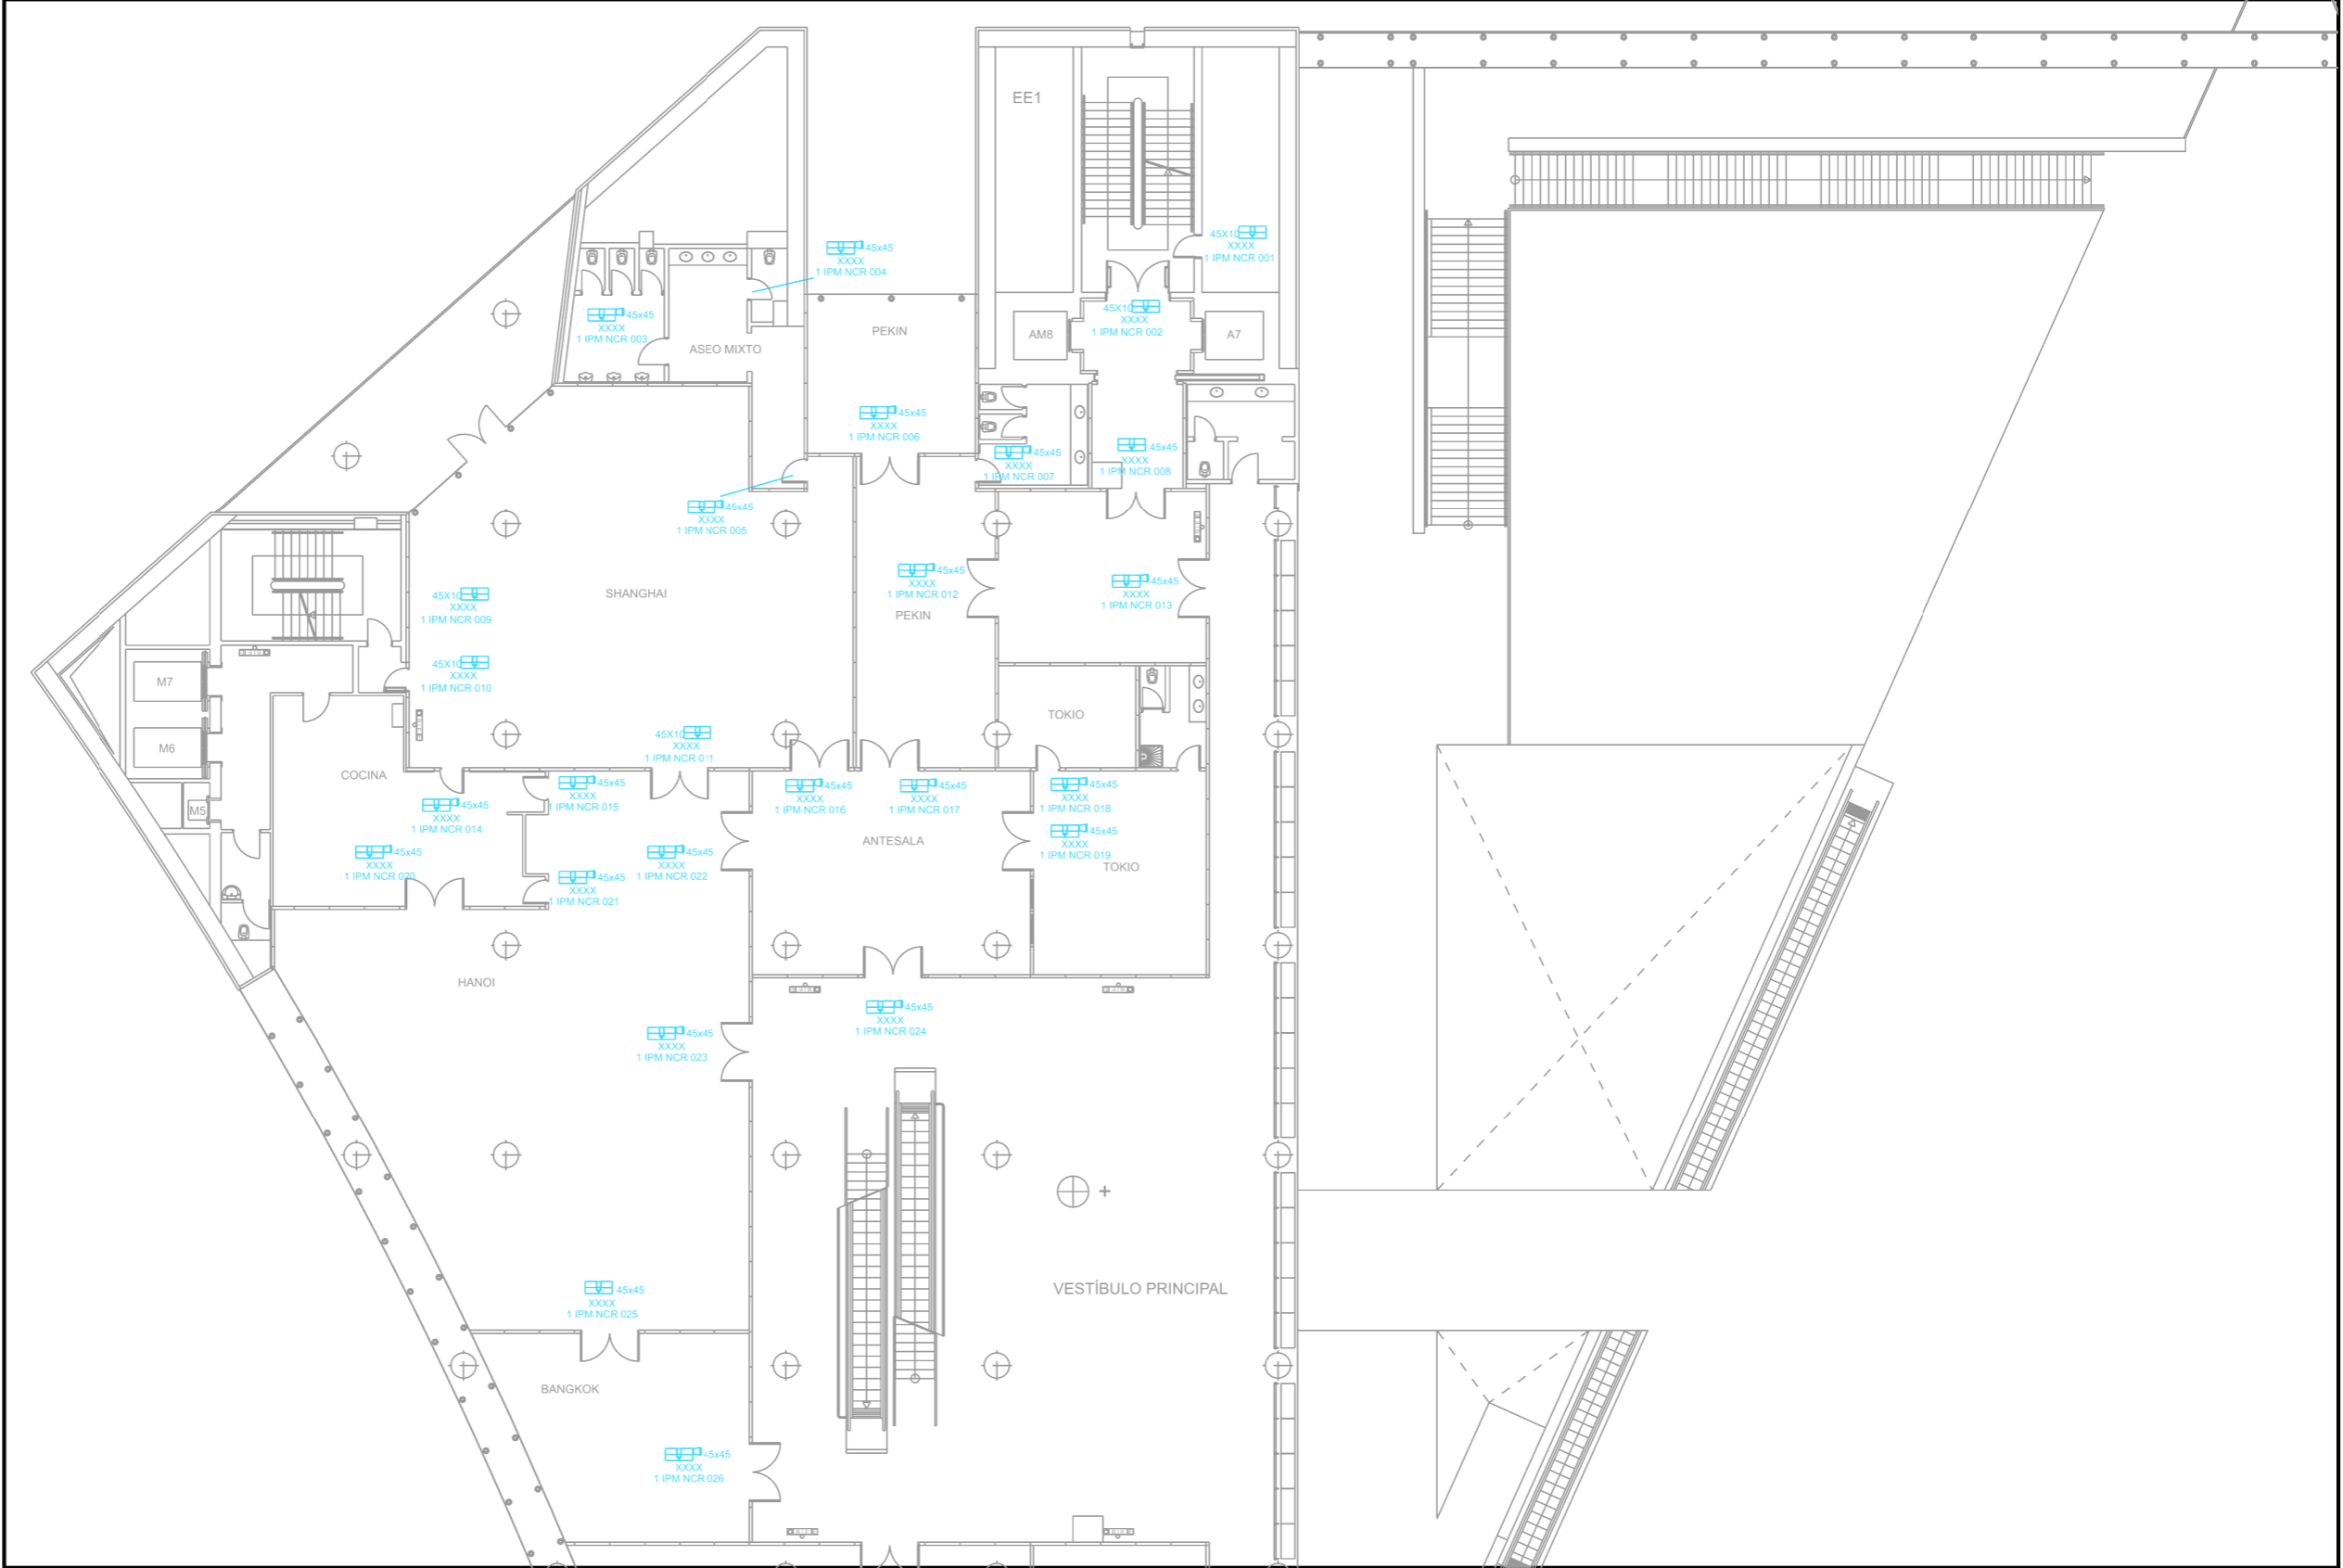 EE1
45X10
XXXX
1 IPM NCR 001
45x45
XXXX
1 IPM NCR 004
45X10
XXXX
1 IPM NCR 002
45x45
XXXX
1 IPM NCR 003
ASEO MIXTO
PEKIN
AM8
A7
45x45
XXXX
1 IPM NCR 006
45x45
XXXX
1 IPM NCR 007
45x45
XXXX
1 IPM NCR 008
45x45
XXXX
1 IPM NCR 005
45x45
XXXX
1 IPM NCR 012
PEKIN
45x45
XXXX
1 IPM NCR 013
SHANGHAI
45X10
XXXX
1 IPM NCR 009
45X10
XXXX
1 IPM NCR 010
M7
M6
M5
TOKIO
45X10
XXXX
1 IPM NCR 011
COCINA
45x45
XXXX
1 IPM NCR 014
45x45
XXXX
1 IPM NCR 015
45x45
XXXX
1 IPM NCR 016
45x45
XXXX
1 IPM NCR 017
45x45
XXXX
1 IPM NCR 018
45x45
XXXX
1 IPM NCR 019
TOKIO
ANTESALA
45x45
XXXX
1 IPM NCR 020
45x45
XXXX
1 IPM NCR 021
45x45
XXXX
1 IPM NCR 022
HANOI
45x45
XXXX
1 IPM NCR 023
45x45
XXXX
1 IPM NCR 024
45x45
XXXX
1 IPM NCR 025
VESTÍBULO PRINCIPAL
BANGKOK
45x45
XXXX
1 IPM NCR 026